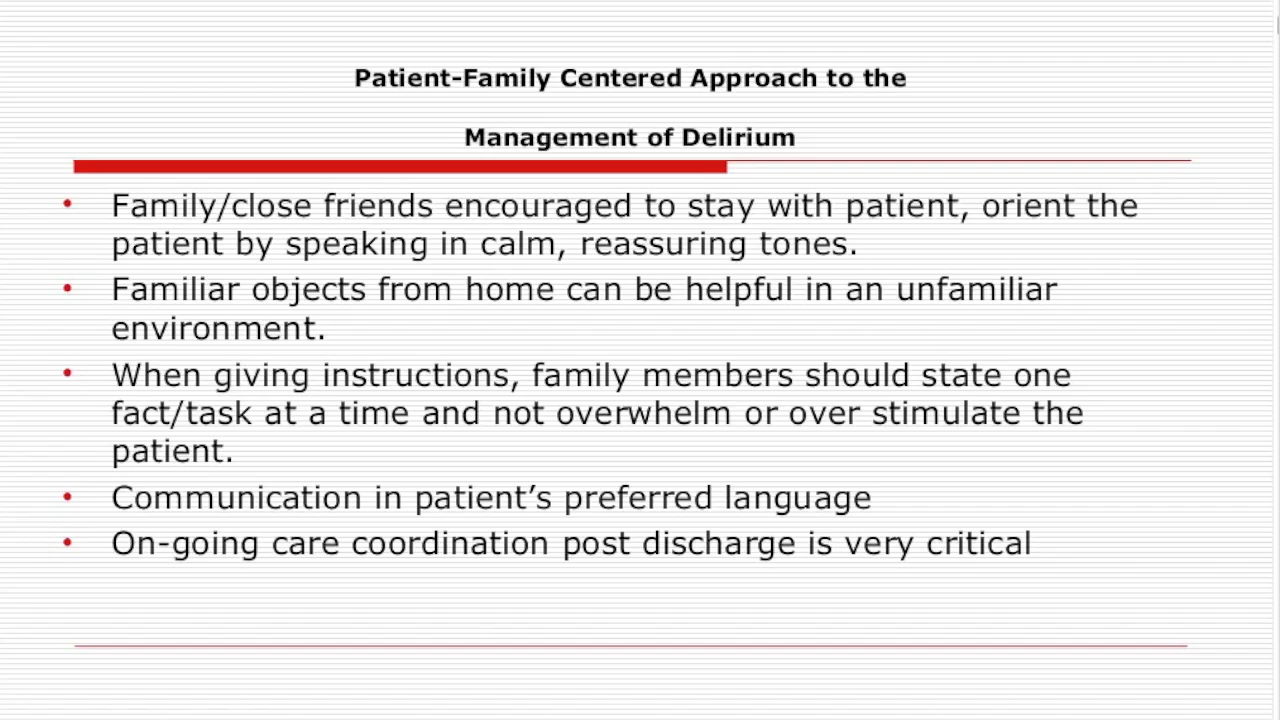 Patient-Family Centered Approach to the
Management of Delirium
• Family/close friends encouraged to stay with patient, orient the
patient by speaking in calm, reassuring tones.
• Familiar objects from home can be helpful in an unfamiliar
environment.
• When giving instructions, family members should state one
fact/task at a time and not overwhelm or over stimulate the
patient.
• Communication in patient’s preferred language
• On-going care coordination post discharge is very critical